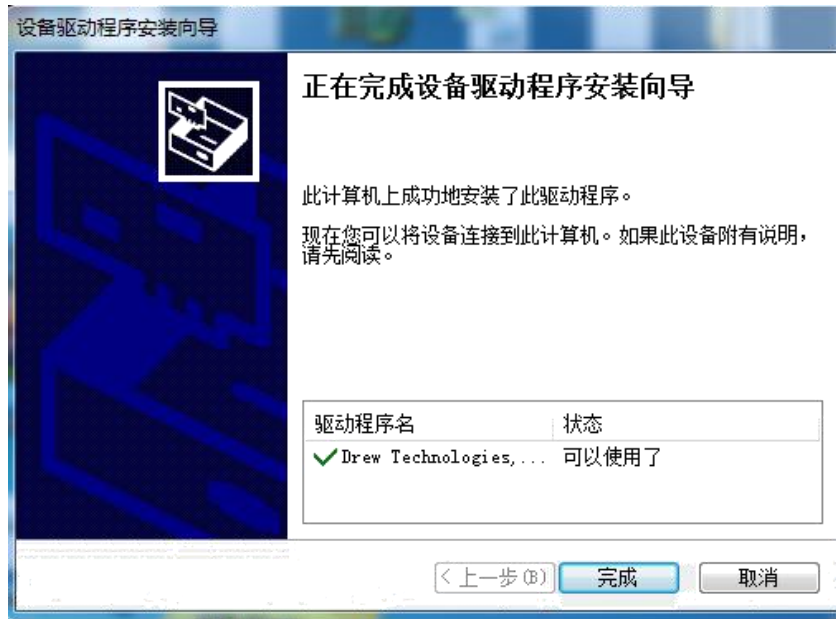 设备驱动程序安装向导
正在完成设备驱动程序安装向导
此计算机上成功地安装了此驱动程序。
现在您可以将设备连接到此计算机。如果此设备附有说明，
请先阅读。
驱动程序名 状态
Drew Technologies,... 可以使用了
<上一步(B) 完成 取消